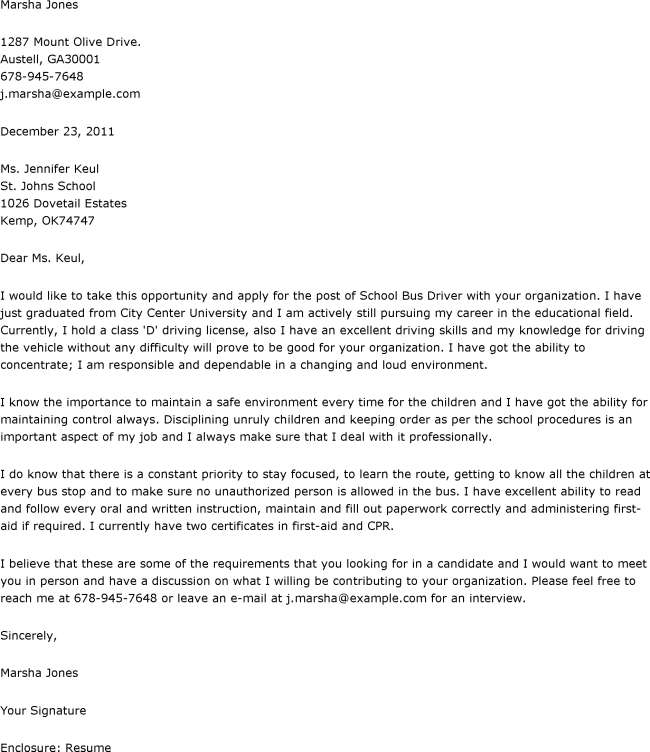 Marsha Jones
1287 Mount Olive Drive.
Austell, GA30001
678-945-7648
j.marsha@example.com
December 23, 2011
Ms. Jennifer Keul
St. Johns School
1026 Dovetail Estates
Kemp, OK74747
Dear Ms. Keul,
I would like to take this opportunity and apply for the post of School Bus Driver with your organization. I have
just graduated from City Center University and I am actively still pursuing my career in the educational field.
Currently, I hold a class 'D' driving license, also I have an excellent driving skills and my knowledge for driving
the vehicle without any difficulty will prove to be good for your organization. I have got the ability to
concentrate; I am responsible and dependable in a changing and loud environment.
I know the importance to maintain a safe environment every time for the children and I have got the ability for
maintaining control always. Disciplining unruly children and keeping order as per the school procedures is an
important aspect of my job and I always make sure that I deal with it professionally.
I do know that there is a constant priority to stay focused, to learn the route, getting to know all the children at
every bus stop and to make sure no unauthorized person is allowed in the bus. I have excellent ability to read
and follow every oral and written instruction, maintain and fill out paperwork correctly and administering first-
aid if required. I currently have two certificates in first-aid and CPR.
I believe that these are some of the requirements that you looking for in a candidate and I would want to meet
you in person and have a discussion on what I willing be contributing to your organization. Please feel free to
reach me at 678-945-7648 or leave an e-mail at j.marsha@example.com for an interview.
Sincerely,
Marsha Jones
Your Signature
Enclosure: Resume